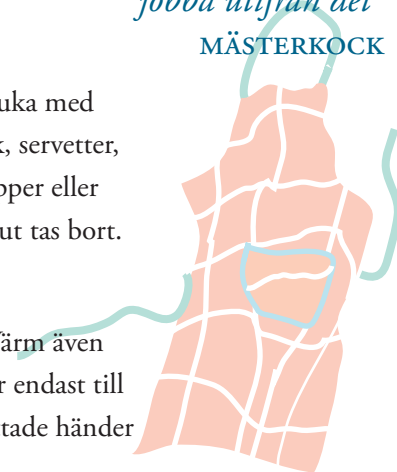 jobba utifrån det
MÄSTERKOCK
uka med
, servetter,
pper eller
ut tas bort.
ärm även
r endast till
tade händer